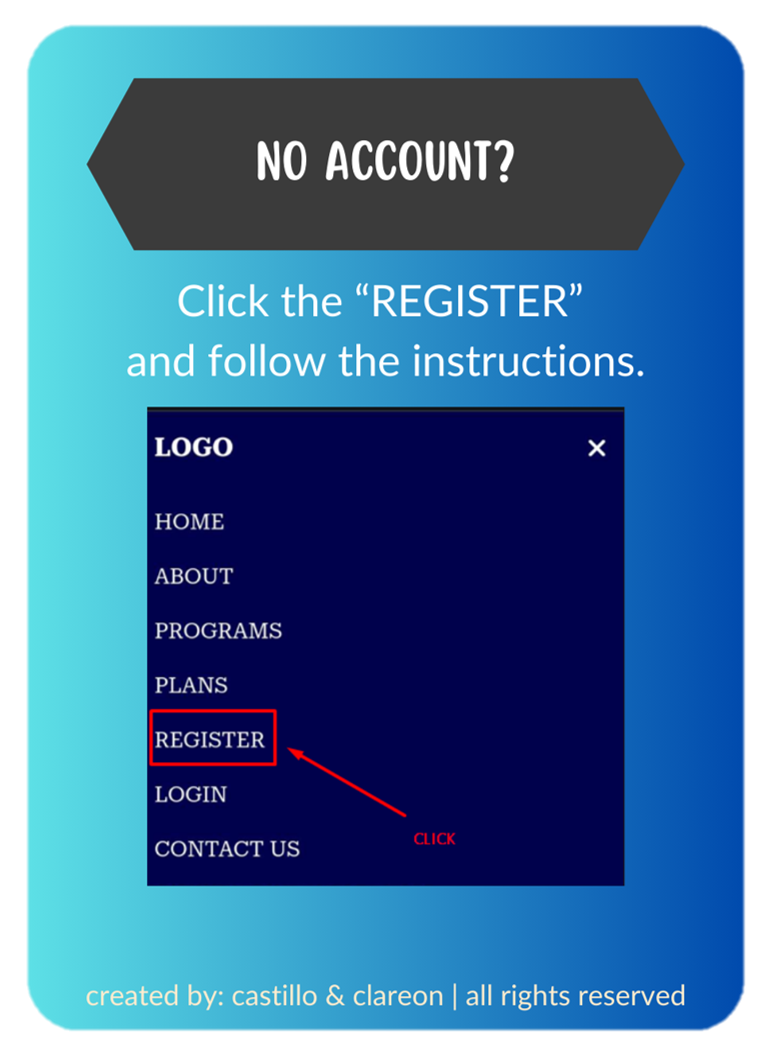 NO ACCOUNT?
Click the “REGISTER”
and follow the instructions.
LOGO ×
HOME
ABOUT
PROGRAMS
PLANS
REGISTER
LOGIN
CLICK
CONTACT US
created by: castillo & clareon | all rights reserved